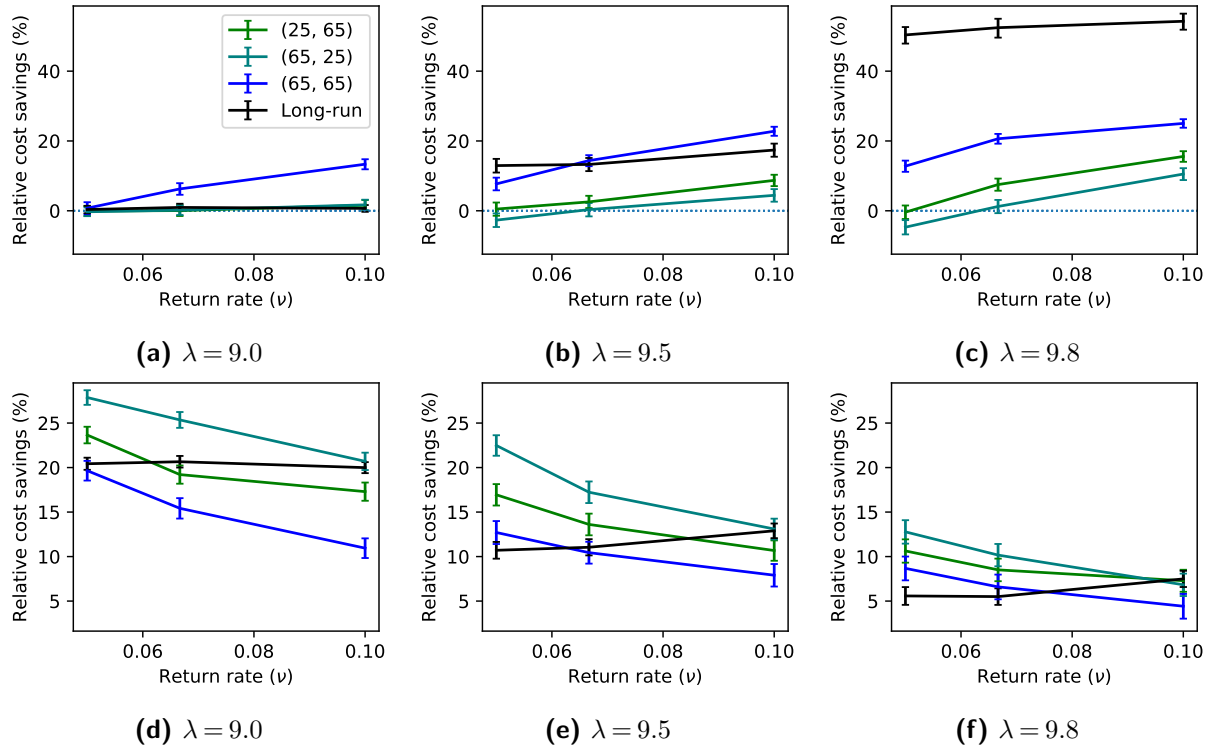 Relative cost savings (%)
40
20
0
0.06
0.08
0.10
Return rate (ν)
(25, 65)
(65, 25)
(65, 65)
Long-run
(a) λ = 9.0
Relative cost savings (%)
40
20
0
0.06
0.08
0.10
Return rate (ν)
(b) λ = 9.5
Relative cost savings (%)
40
20
0
0.06
0.08
0.10
Return rate (ν)
(c) λ = 9.8
Relative cost savings (%)
25
20
15
10
5
0.06
0.08
0.10
Return rate (ν)
(d) λ = 9.0
Relative cost savings (%)
25
20
15
10
5
0.06
0.08
0.10
Return rate (ν)
(e) λ = 9.5
Relative cost savings (%)
25
20
15
10
5
0.06
0.08
0.10
Return rate (ν)
(f) λ = 9.8